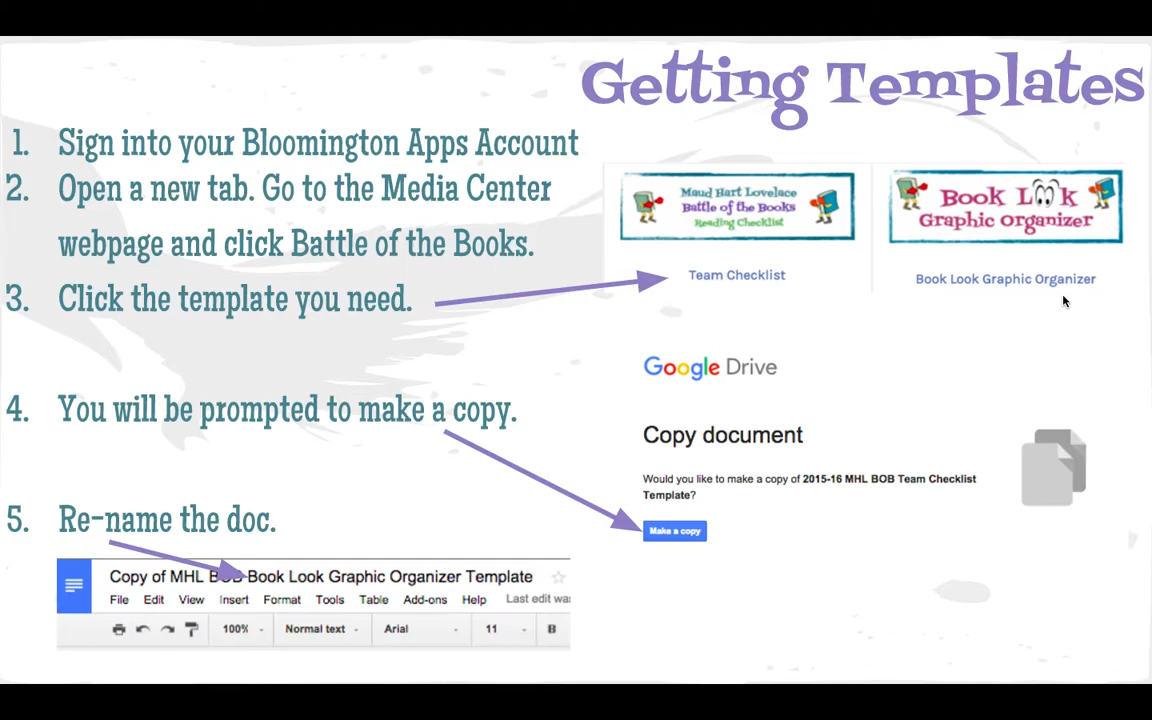 Getting Templates
1. Sign into your Bloomington Apps Account
2. Open a new tab. Go to the Media Center
webpage and click Battle of the Books.
3. Click the template you need.
4. You will be prompted to make a copy.
5. Re-name the doc.
Maud Hart Lovelace
Battle of the Books
Reading Checklist
Team Checklist
Book Look
Graphic Organizer
Book Look Graphic Organizer
Google Drive
Copy document
Would you like to make a copy of 2015-16 MHL BOB Team Checklist
Template?
Make a copy
Copy of MHL BOB Book Look Graphic Organizer Template
File Edit View Insert Format Tools Table Add-ons Help Last edit was
100% Normal text Arial 11 B